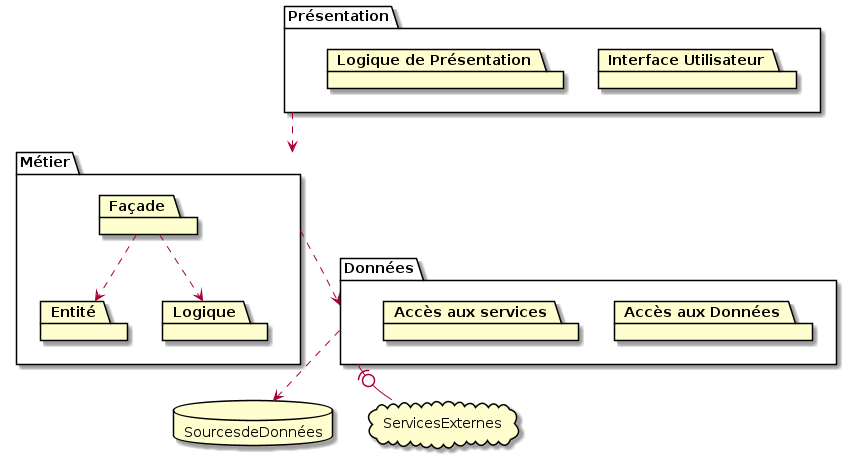 Présentation
Logique de Présentation
Interface Utilisateur
Métier
Façade
Entité
Logique
Données
Accès aux services
Accès aux Données
SourcesdeDonnées
ServicesExternes